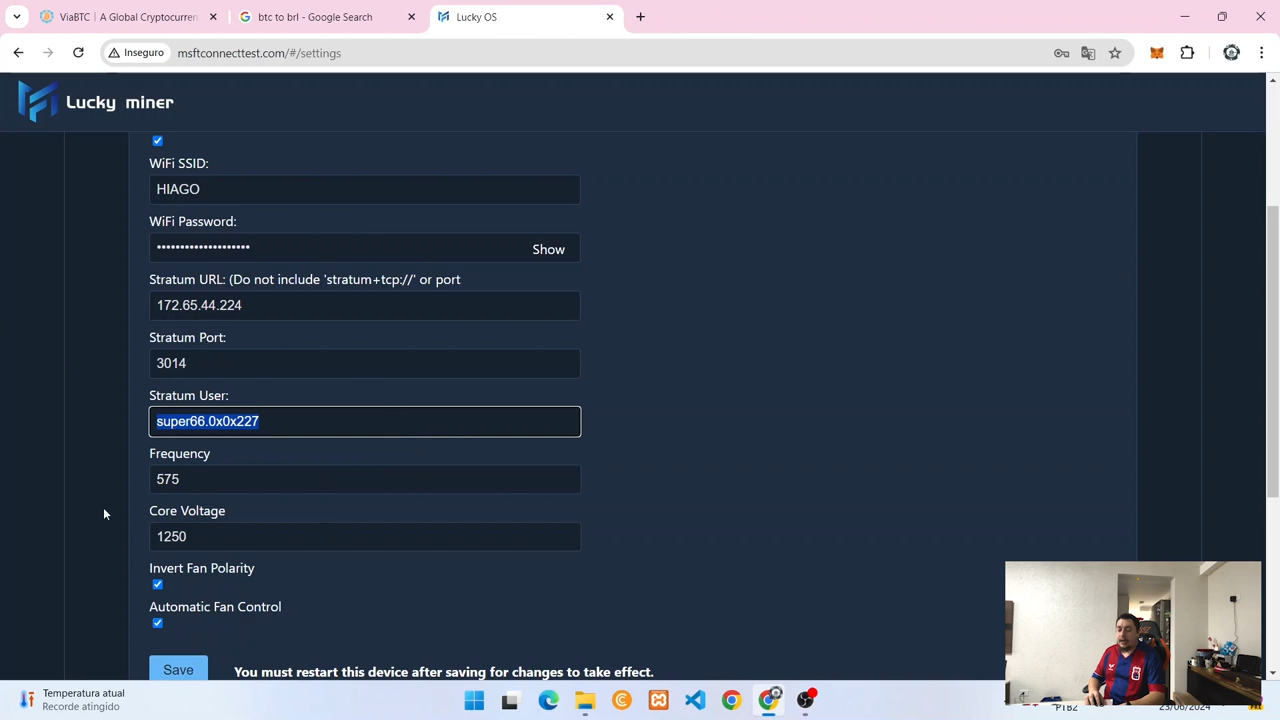 ViaBTC | A Global Cryptocurren
btc to brl - Google Search
Lucky OS
Inseguro
msftconnecttest.com/#/settings
Lucky miner
WiFi SSID:
HIAGO
WiFi Password:
••••••••••••••••••••
Show
Stratum URL: (Do not include 'stratum+tcp://' or port
172.65.44.224
Stratum Port:
3014
Stratum User:
super66.0x0x227
Frequency
575
Core Voltage
1250
Invert Fan Polarity
Automatic Fan Control
Save
You must restart this device after saving for changes to take effect.
Temperatura atual
Recorde atingido
PTB2
23/06/2024